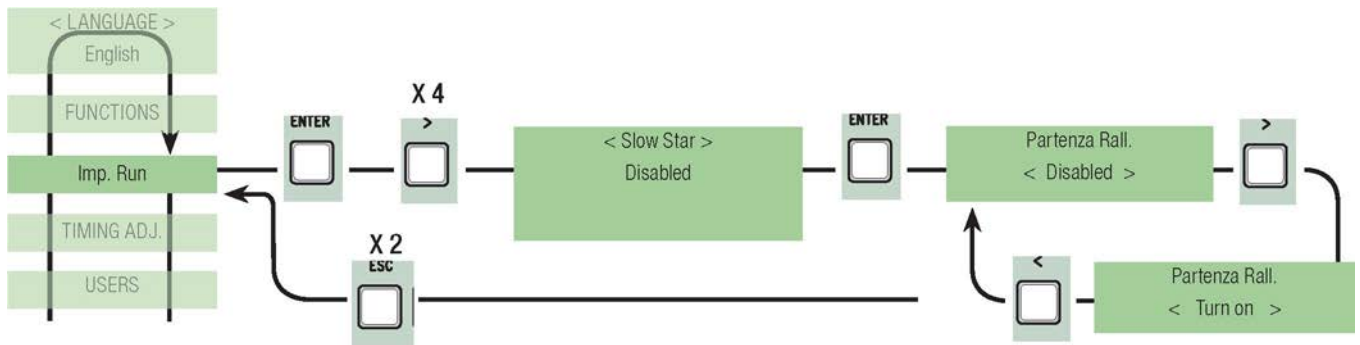 < LANGUAGE >
English
FUNCTIONS
Imp. Run
TIMING ADJ.
USERS
ENTER
X 4
>
< Slow Star >
Disabled
ENTER
Partenza Rall.
< Disabled >
>
X 2
ESC
<
Partenza Rall.
< Turn on >